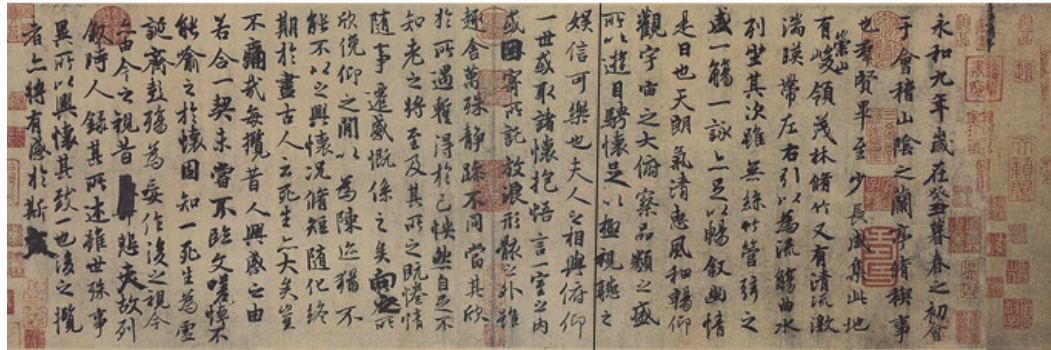 永和九年歲在癸丑暮春之初會
于會稽山陰之蘭亭脩稧事
也羣賢畢至少長咸集此地
有崇山峻領茂林脩竹又有清流激
湍暎帶左右引以為流觴曲水
列坐其次雖無絲竹管弦之
盛一觴一詠亦足以暢叙幽情
是日也天朗氣清惠風和暢仰
觀宇宙之大俯察品類之盛
所以遊目騁懷足以極視聽之
娛信可樂也夫人之相與俯仰
一世或取諸懷抱悟言一室之內
或因寄所託放浪形骸之外雖
趣舍萬殊靜躁不同當其欣
於所遇暫得於己怏然自足不
知老之將至及其所之既惓情
隨事遷感慨係之矣向之所
欣俛仰之閒以為陳迹猶不
能不以之興懷況脩短隨化終
期於盡古人云死生亦大矣豈
不痛哉每攬昔人興感之由
若合一契未嘗不臨文嗟悼不
能喻之於懷固知一死生為虛
誕齊彭殤為妄作後之視今
亦由今之視昔悲夫故列
叙時人錄其所述雖世殊事
異所以興懷其致一也後之攬
者亦將有感於斯文